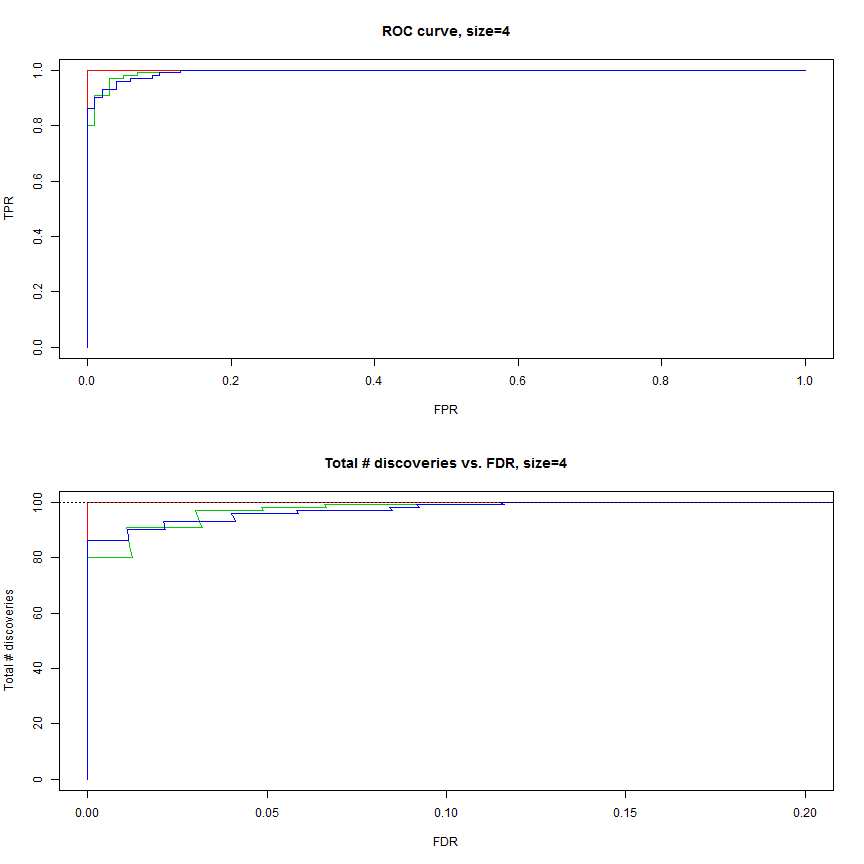 ROC curve, size=4
1.0
0.8
0.6
0.4
0.2
0.0
TPR
0.0 0.2 0.4 0.6 0.8 1.0
FPR
Total # discoveries vs. FDR, size=4
100
80
60
40
20
0
Total # discoveries
0.00 0.05 0.10 0.15 0.20
FDR